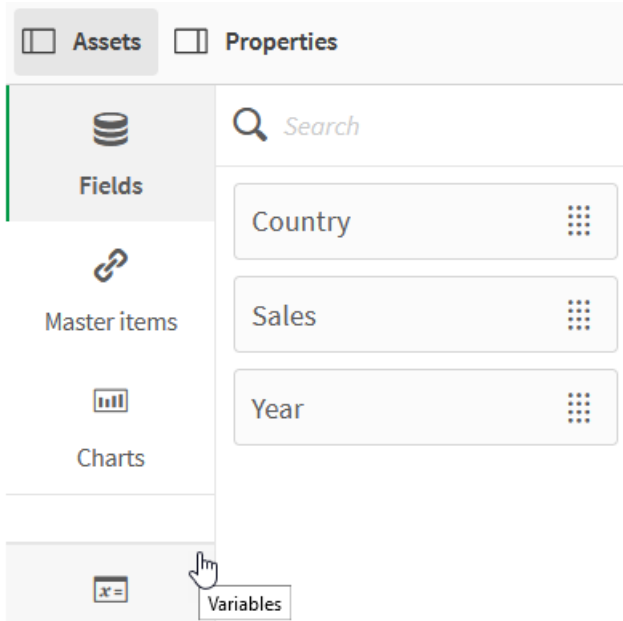 Assets Properties
Fields
Search
Country
Master items
Sales
Year
Charts
x=
Variables